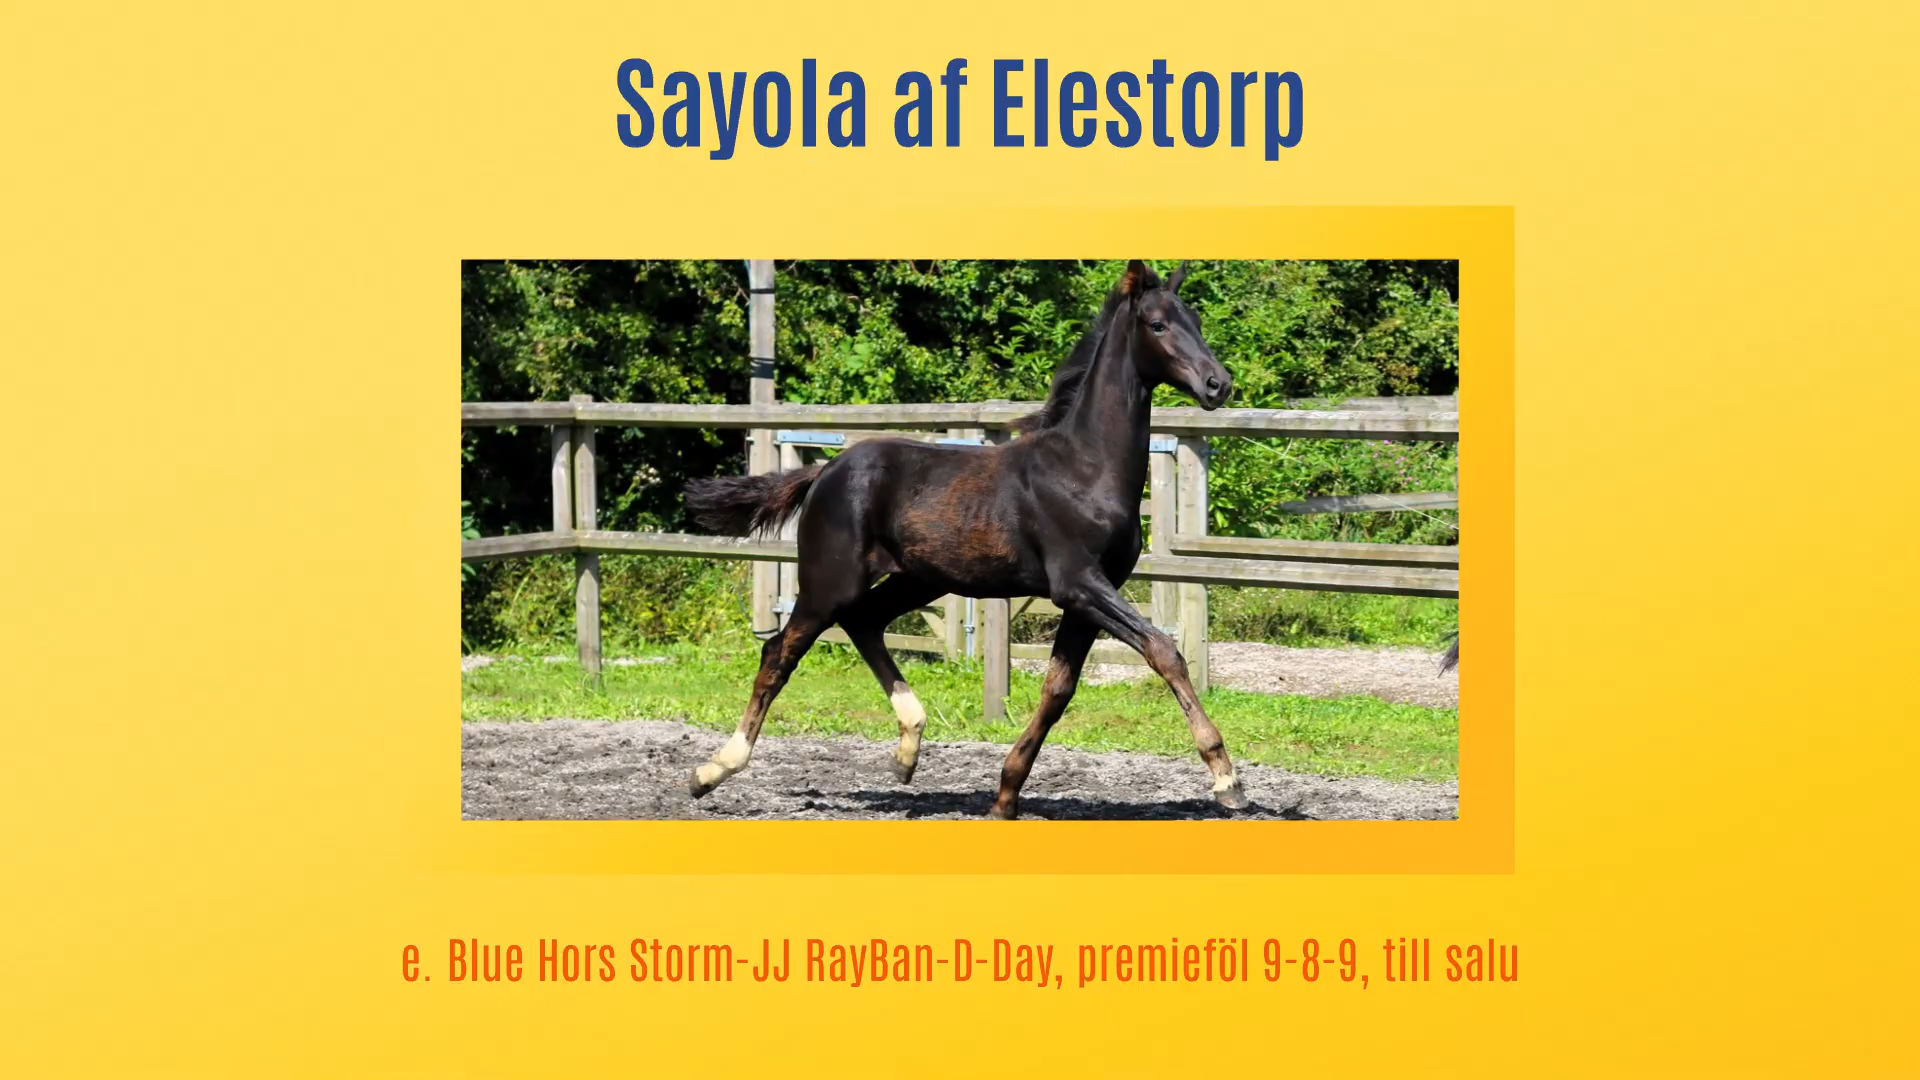 Sayola af Elestorp
e. Blue Hors Storm-JJ RayBan-D-Day, premieföl 9-8-9, till salu